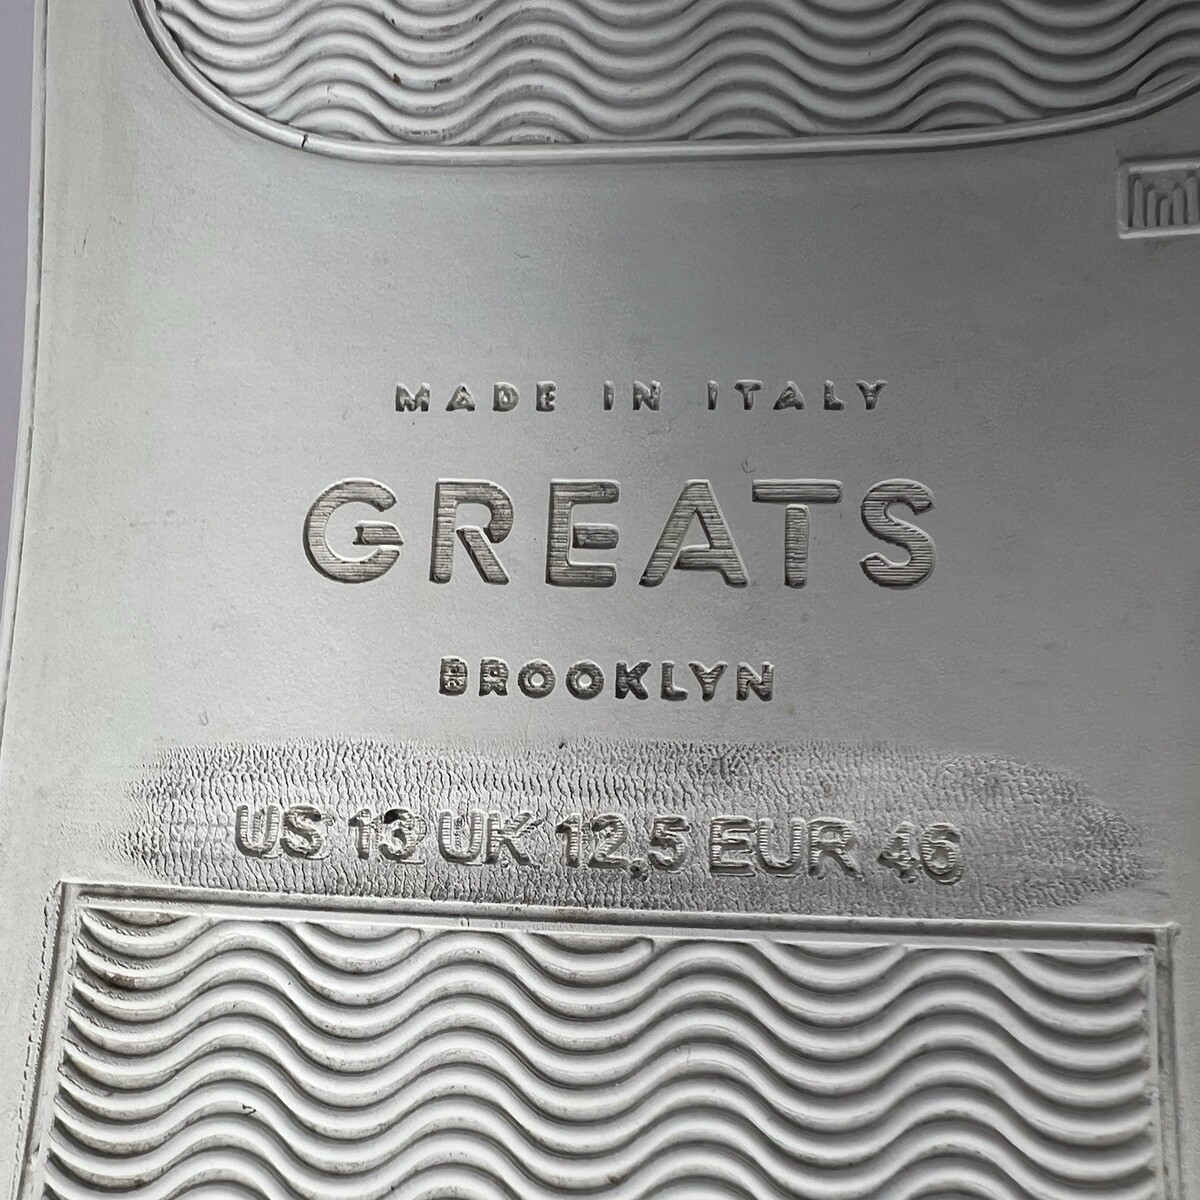 MADE IN ITALY
GREATS
BROOKLYN
US 13 UK 12,5 EUR 46